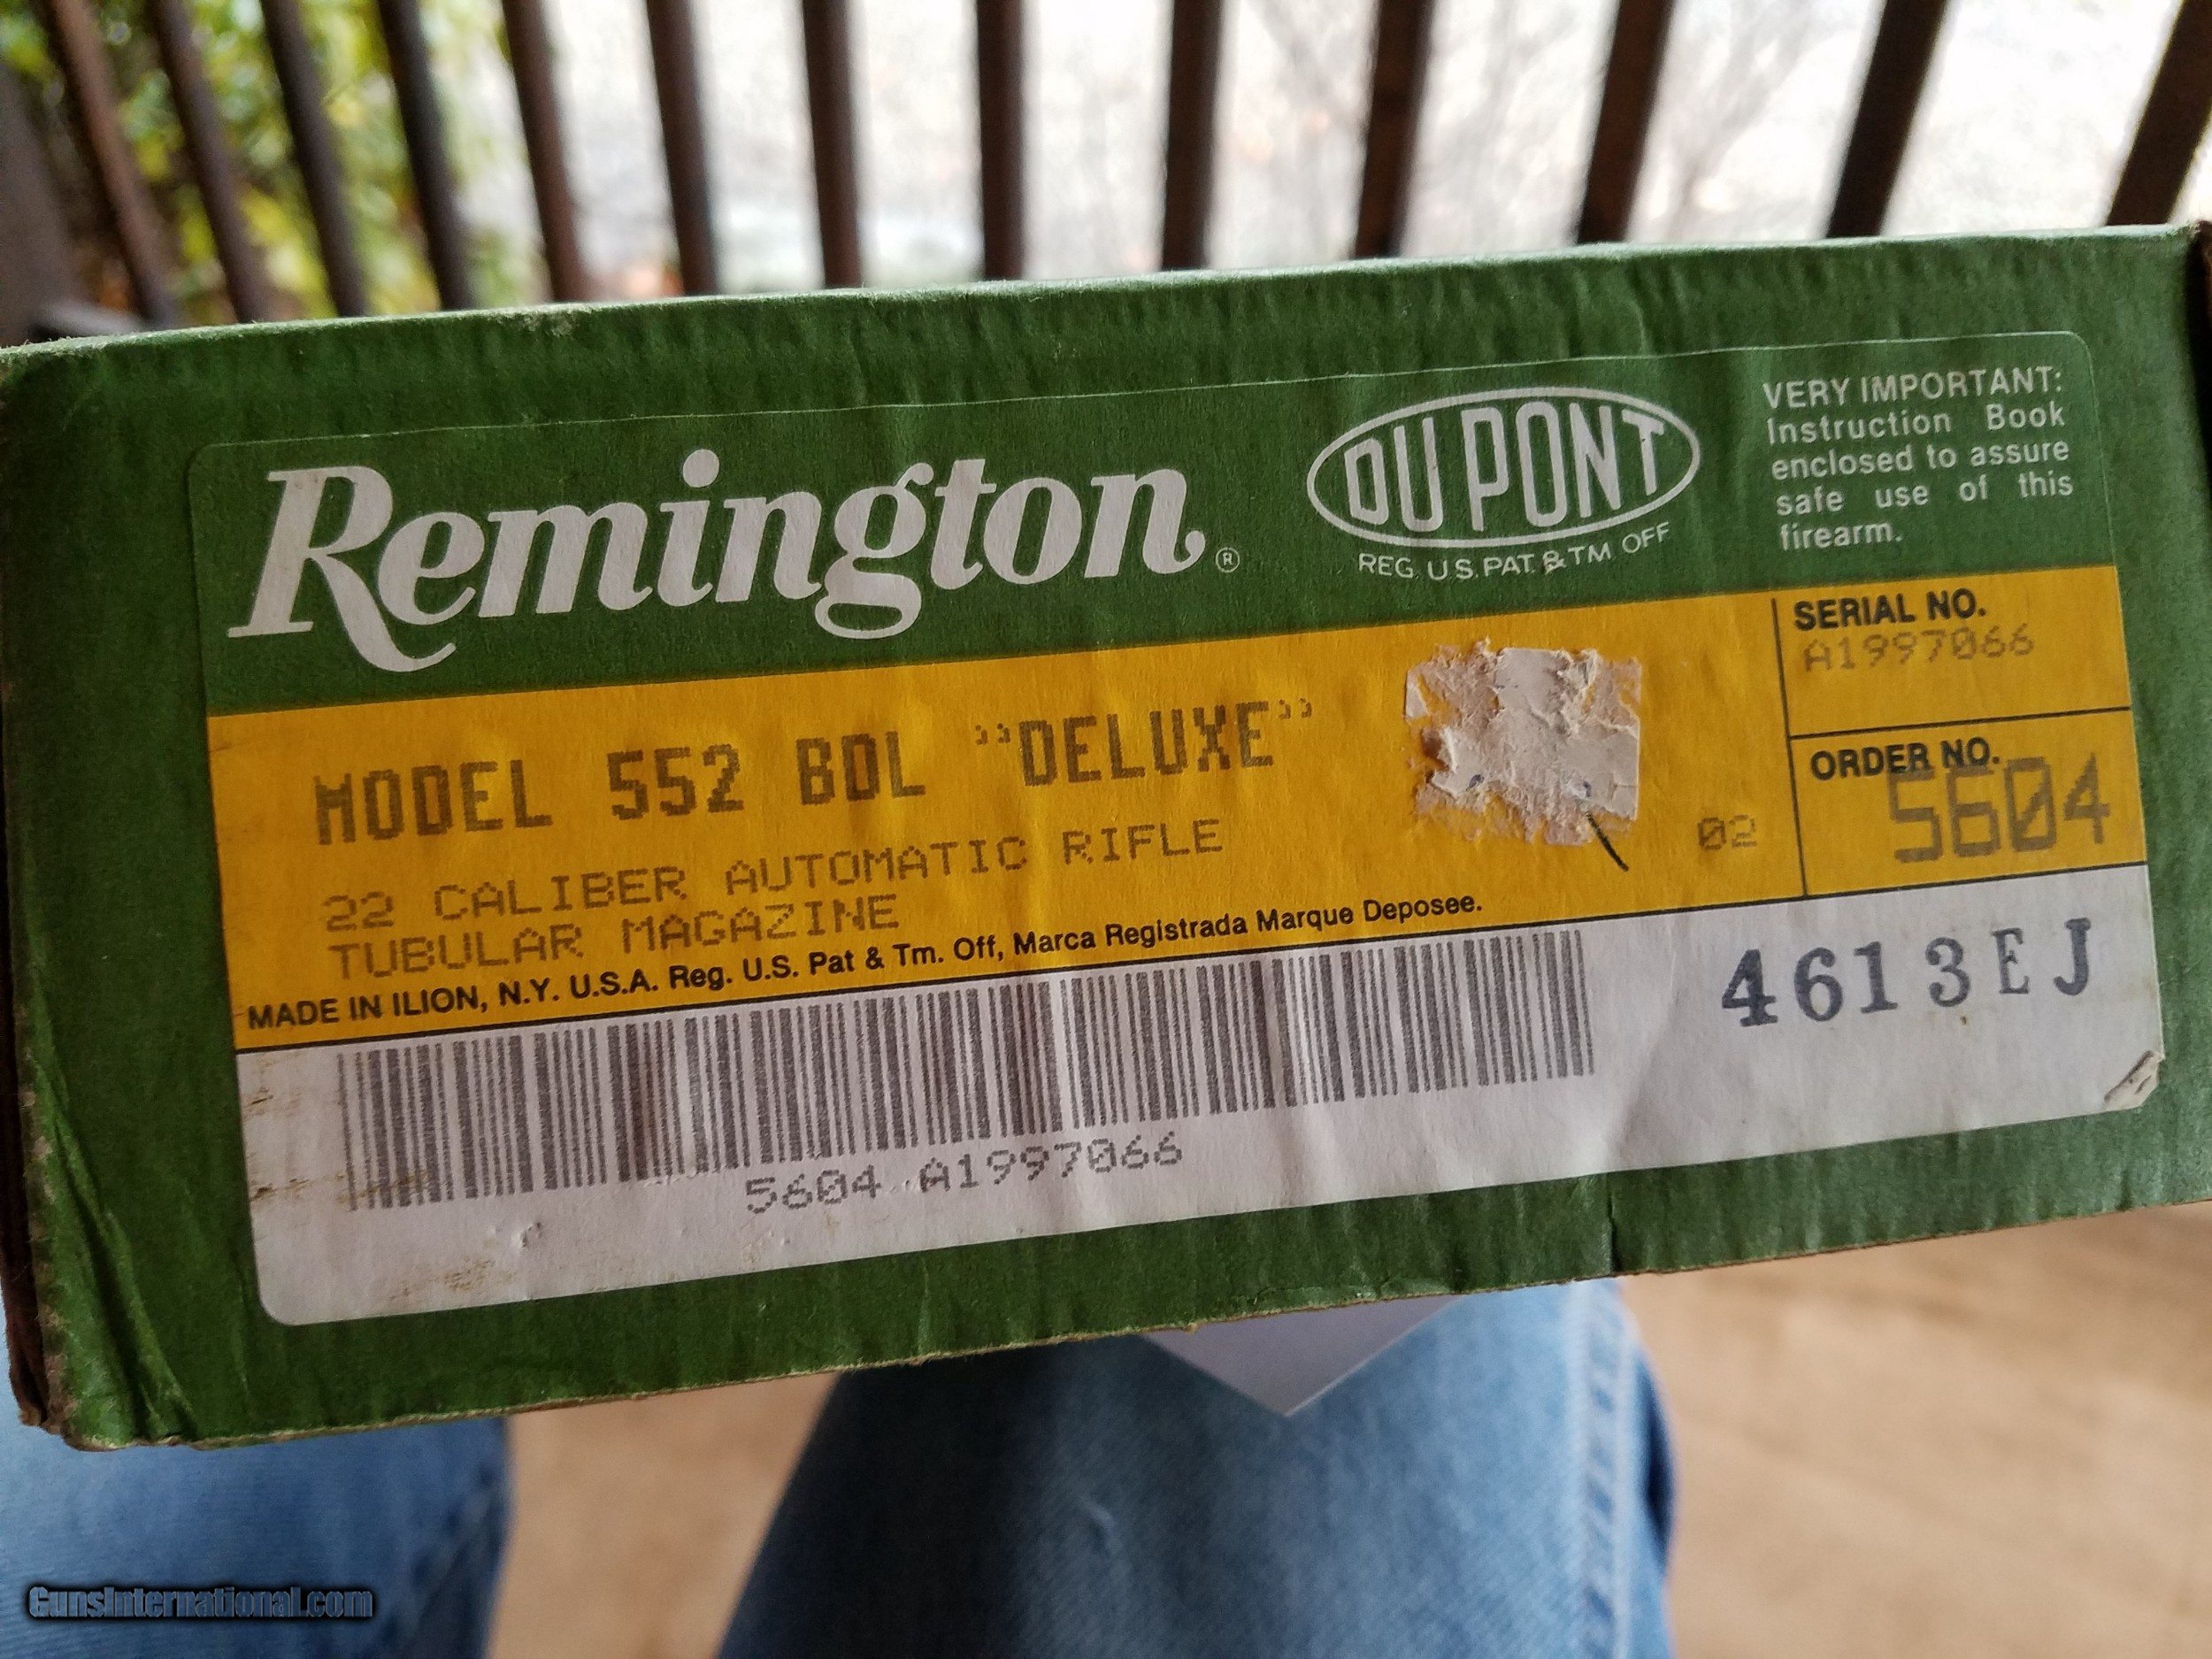 Remington®
DU PONT
REG. U.S. PAT. & TM. OFF.
VERY IMPORTANT:
Instruction Book
enclosed to assure
safe use of this
firearm.
MODEL 552 BDL "DELUXE"
22 CALIBER AUTOMATIC RIFLE
TUBULAR MAGAZINE
02
SERIAL NO.
A1997066
ORDER NO.
5604
MADE IN ILION, N.Y. U.S.A. Reg. U.S. Pat & Tm. Off, Marca Registrada Marque Deposee.
4613EJ
5604 A1997066
GunsInternational.com